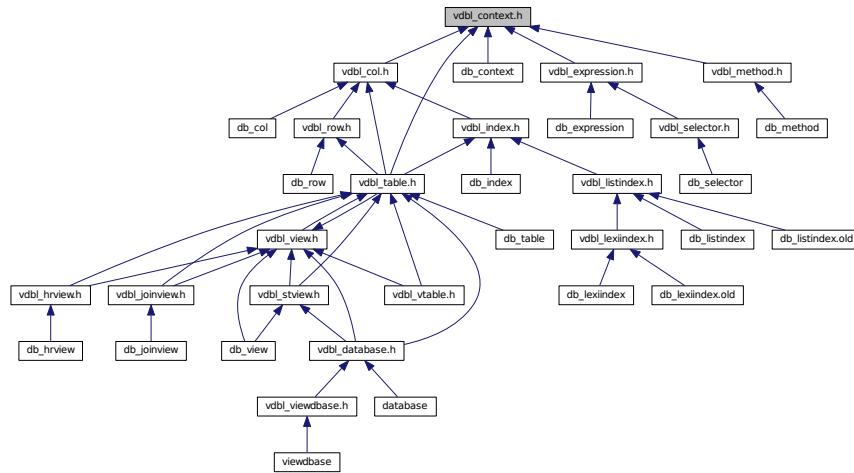 vdbl_context.h
vdbl_col.h
db_context
vdbl_expression.h
vdbl_method.h
db_col
vdbl_row.h
vdbl_index.h
db_expression
vdbl_selector.h
db_method
db_row
vdbl_table.h
db_index
vdbl_listindex.h
db_selector
vdbl_view.h
db_table
vdbl_lexiindex.h
db_listindex
db_listindex.old
vdbl_hrview.h
vdbl_joinview.h
vdbl_stview.h
vdbl_vtable.h
db_lexiindex
db_lexiindex.old
db_hrview
db_joinview
db_view
vdbl_database.h
vdbl_viewdbase.h
database
viewdbase